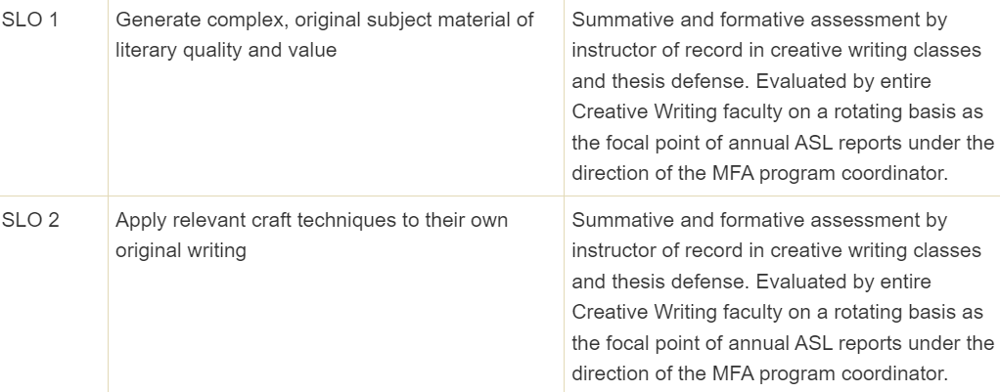 SLO 1
Generate complex, original subject material of
literary quality and value
Summative and formative assessment by
instructor of record in creative writing classes
and thesis defense. Evaluated by entire
Creative Writing faculty on a rotating basis as
the focal point of annual ASL reports under the
direction of the MFA program coordinator.
SLO 2
Apply relevant craft techniques to their own
original writing
Summative and formative assessment by
instructor of record in creative writing classes
and thesis defense. Evaluated by entire
Creative Writing faculty on a rotating basis as
the focal point of annual ASL reports under the
direction of the MFA program coordinator.